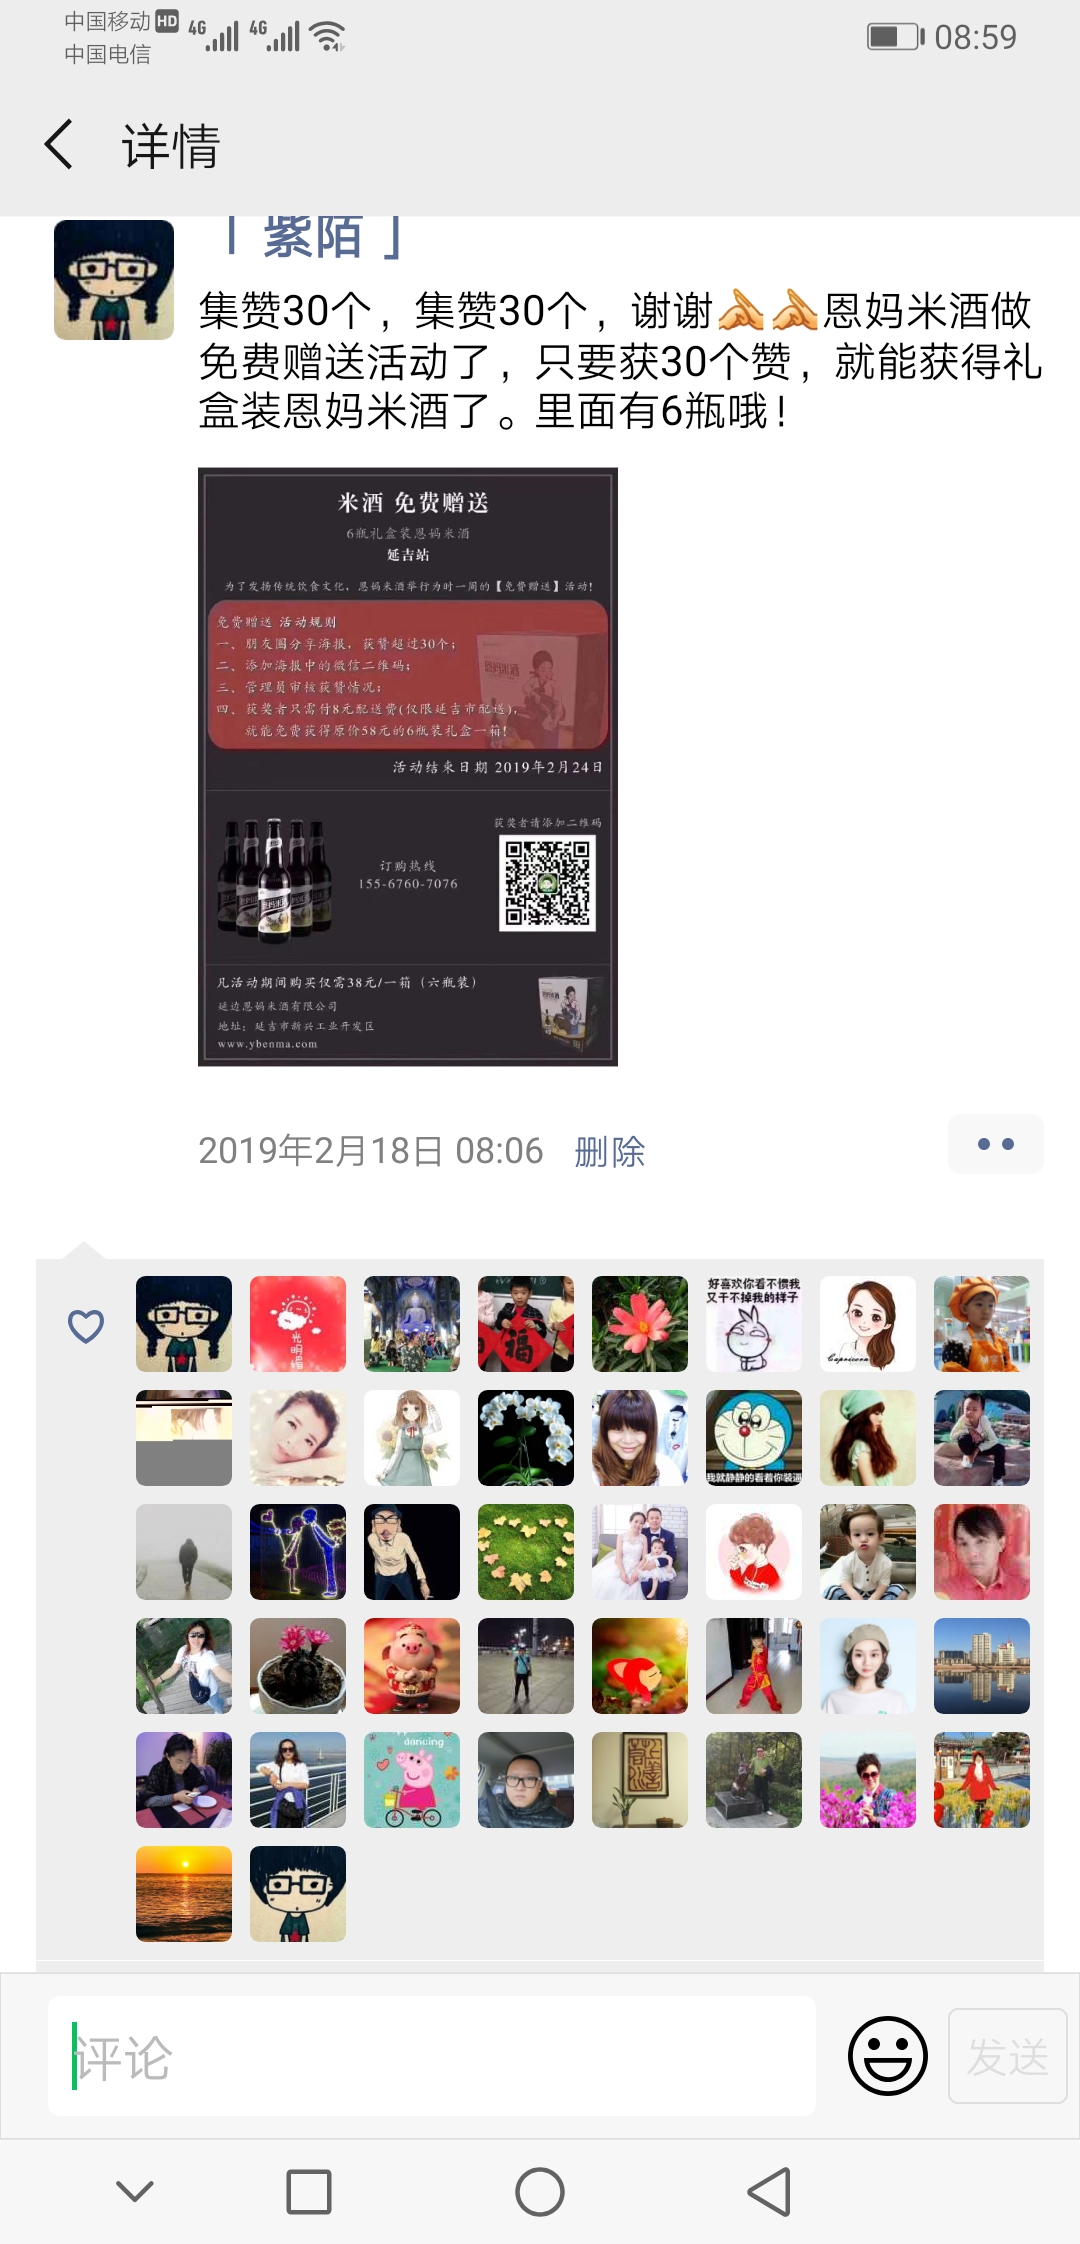 中国移动 HD 4G 4G 08:59
中国电信
详情
「 紫陌 」
集赞30个，集赞30个，谢谢🙏🙏恩妈米酒做
免费赠送活动了，只要获30个赞，就能获得礼
盒装恩妈米酒了。里面有6瓶哦！
米酒 免费赠送
6瓶礼盒装恩妈米酒
延吉站
为了发扬传统饮食文化，恩妈米酒举行为时一周的【免费赠送】活动！
免费赠送 活动规则
一、朋友圈分享海报，获赞超过30个；
二、添加海报中的微信二维码；
三、管理员审核获赞情况；
四、获奖者只需付8元配送费(仅限延吉市配送)，
就能免费获得原价58元的6瓶装礼盒一箱！
恩妈米酒
活动结束日期 2019年2月24日
获奖者请添加二维码
订购热线
155-6760-7076
恩妈米酒
凡活动期间购买仅需38元/一箱（六瓶装）
延边恩妈米酒有限公司
地址：延吉市新兴工业开发区
www.ybenma.com
2019年2月18日 08:06 删除
好喜欢你看不惯我
又干不掉我的样子
光明
福
Capricorn
我就静静的看着你装逼
dancing
评论
发送